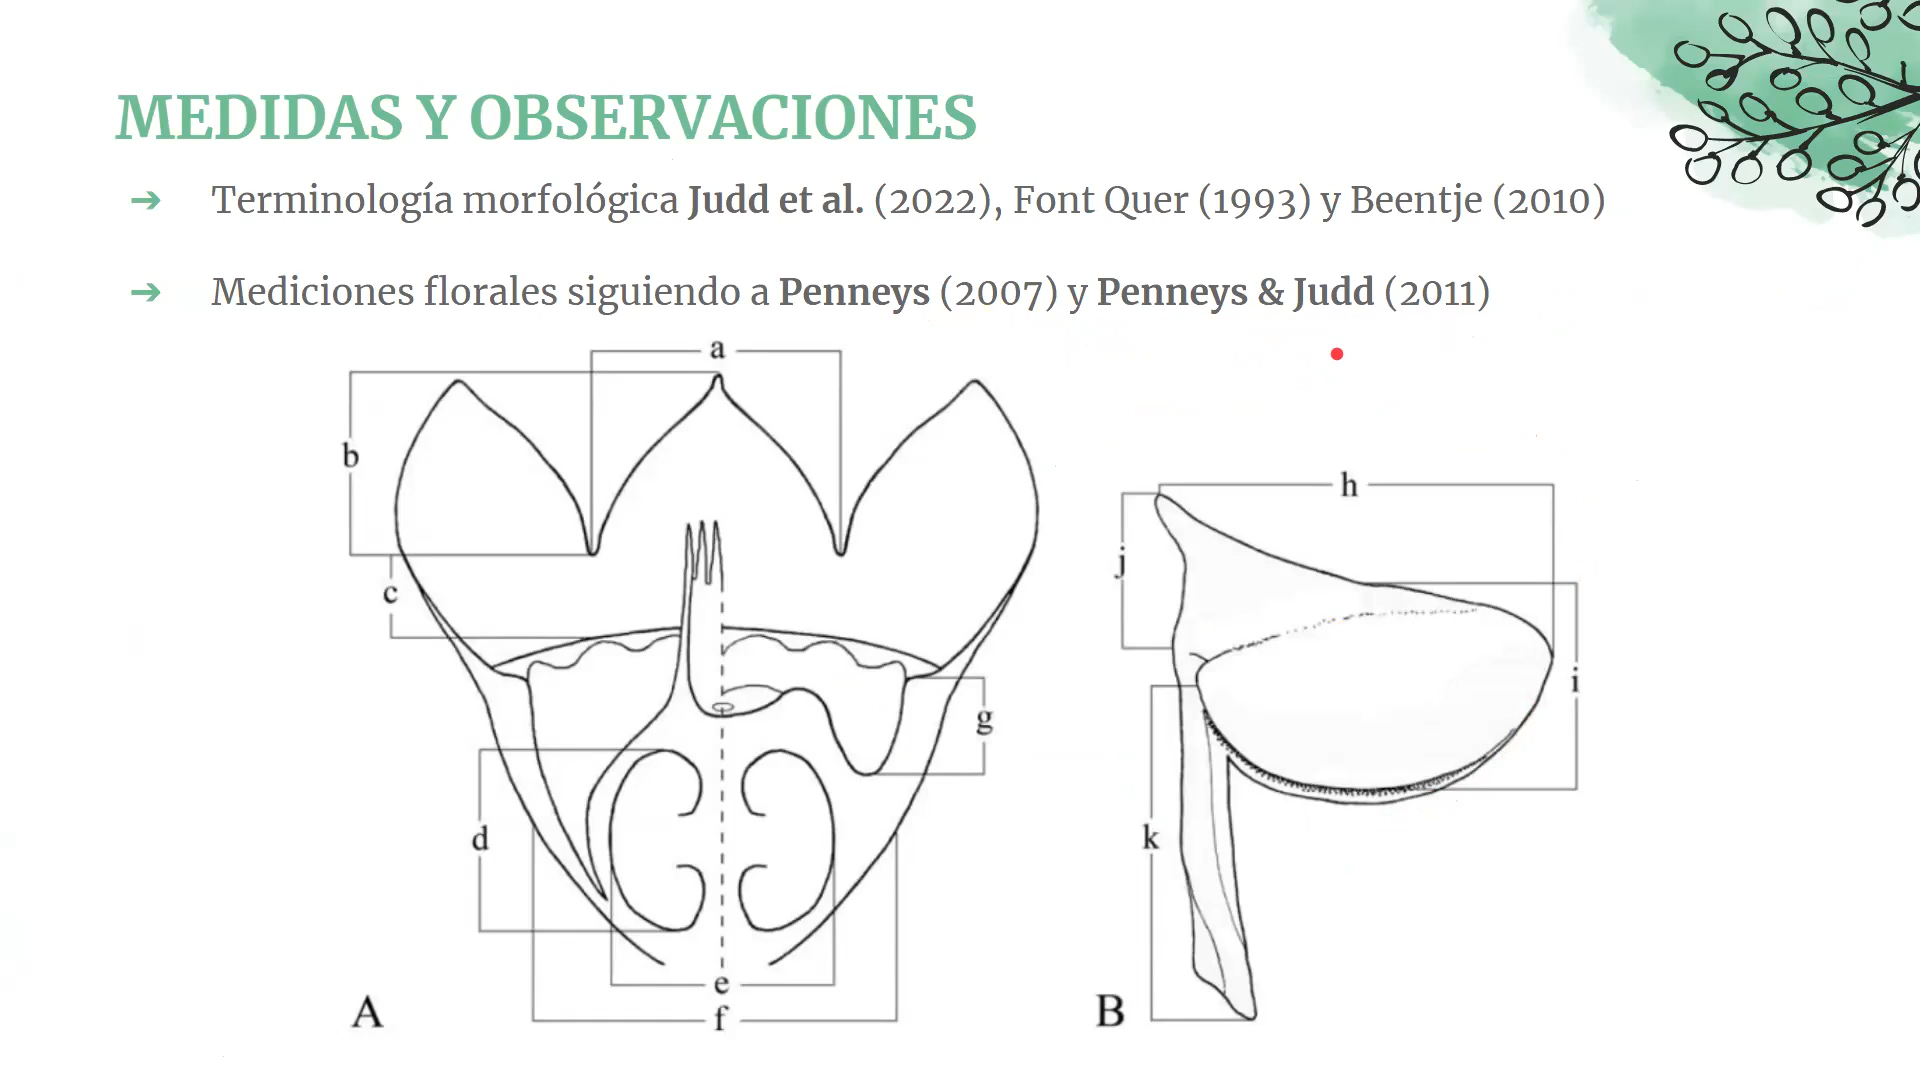 MEDIDAS Y OBSERVACIONES
➔ Terminología morfológica Judd et al. (2022), Font Quer (1993) y Beentje (2010)
➔ Mediciones florales siguiendo a Penneys (2007) y Penneys & Judd (2011)
a
b
c
d
e
f
g
A
h
i
j
k
B